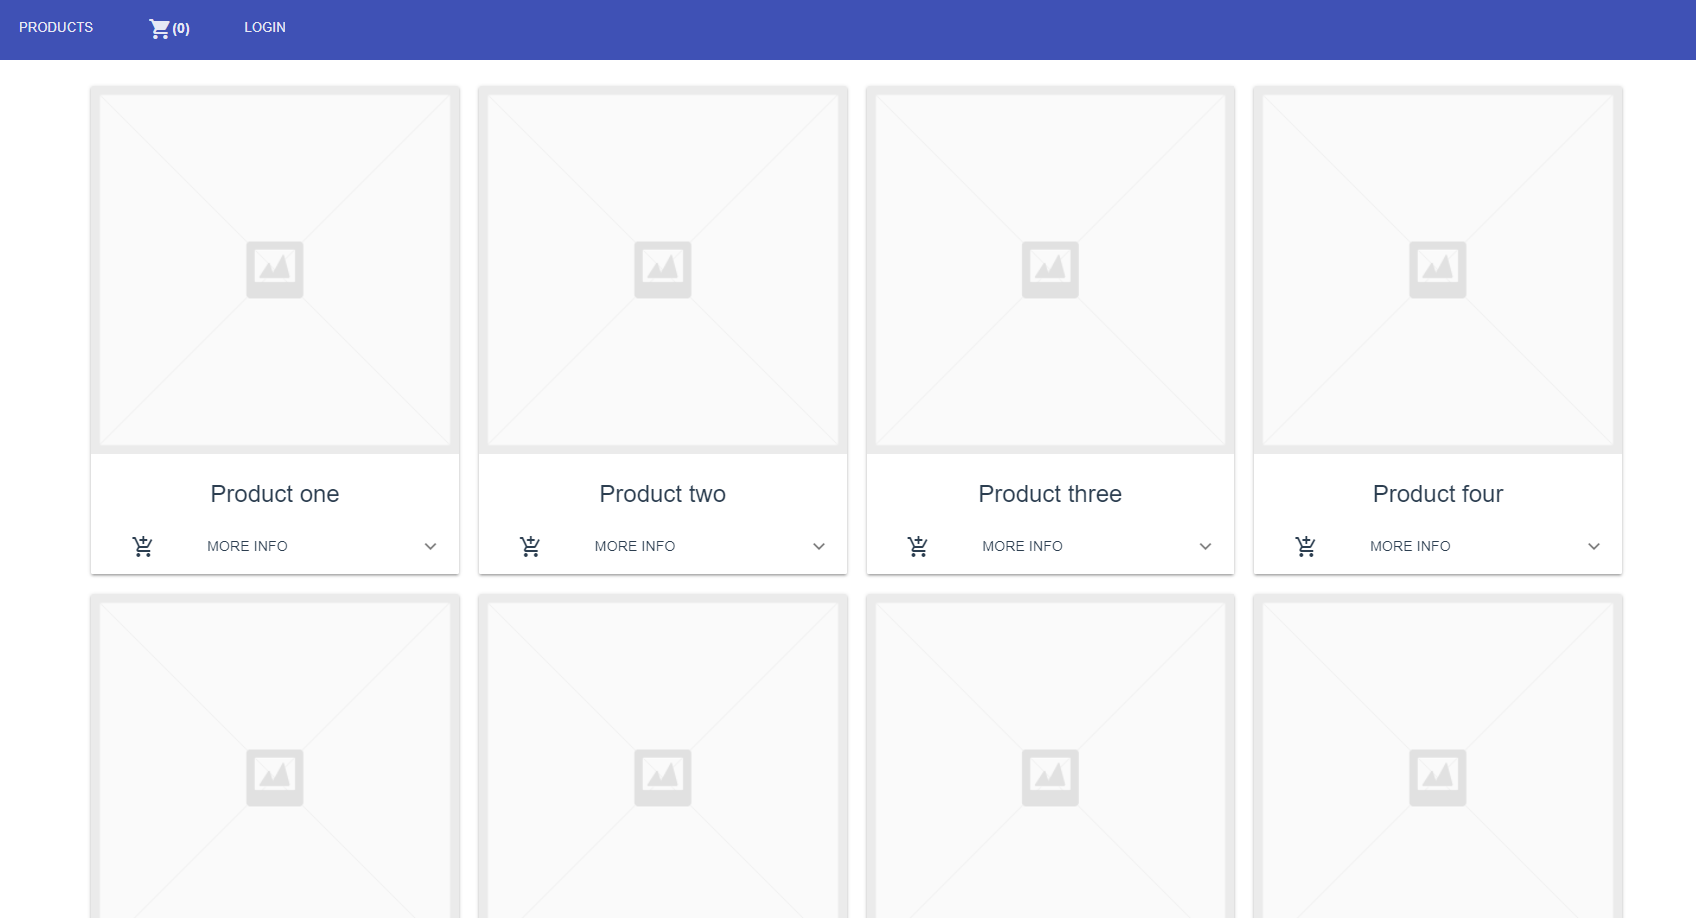 PRODUCTS (0) LOGIN
Product one Product two Product three Product four
MORE INFO MORE INFO MORE INFO MORE INFO